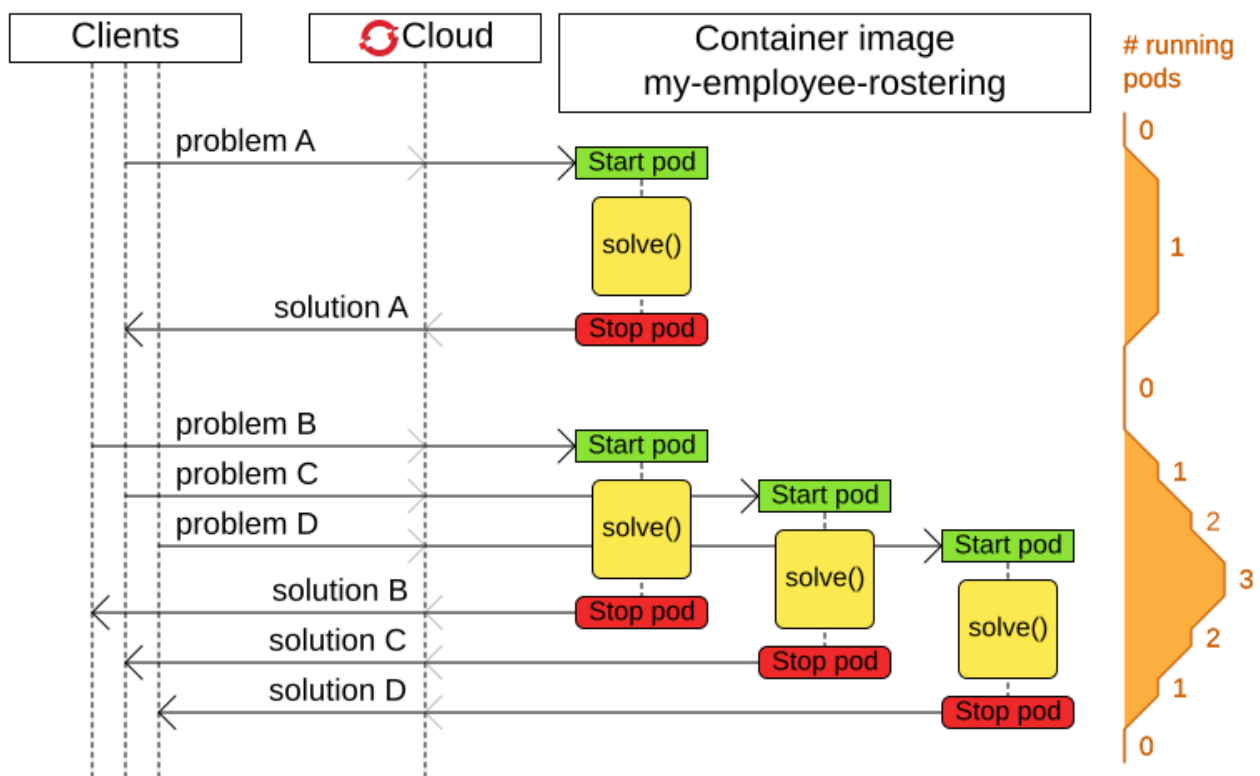 Clients
Cloud
Container image
my-employee-rostering
# running
pods
0
problem A
Start pod
solve()
1
solution A
Stop pod
0
problem B
Start pod
problem C
Start pod
1
problem D
solve()
Start pod
2
solve()
3
solution B
Stop pod
solve()
2
solution C
Stop pod
1
solution D
Stop pod
0